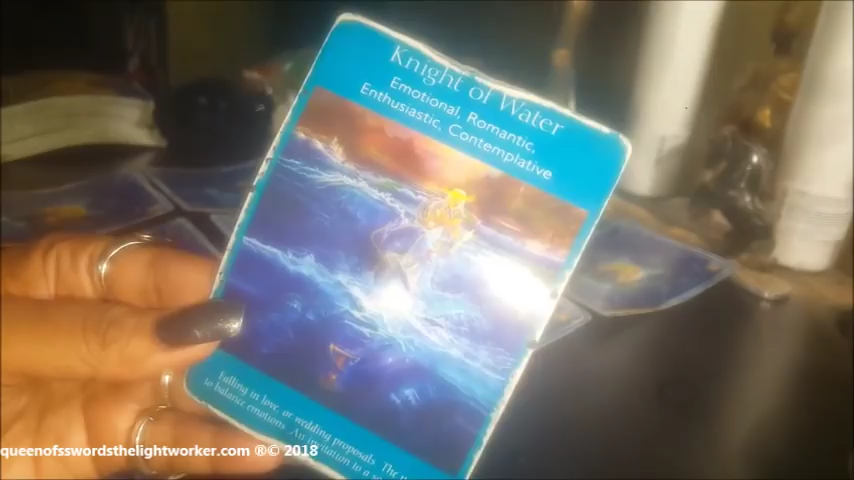 Knight of Water
Emotional, Romantic,
Enthusiastic, Contemplative
Falling in love, or wedding proposals. The
to balance emotions. An invitation to a
queenofsswordsthelightworker.com ®© 2018